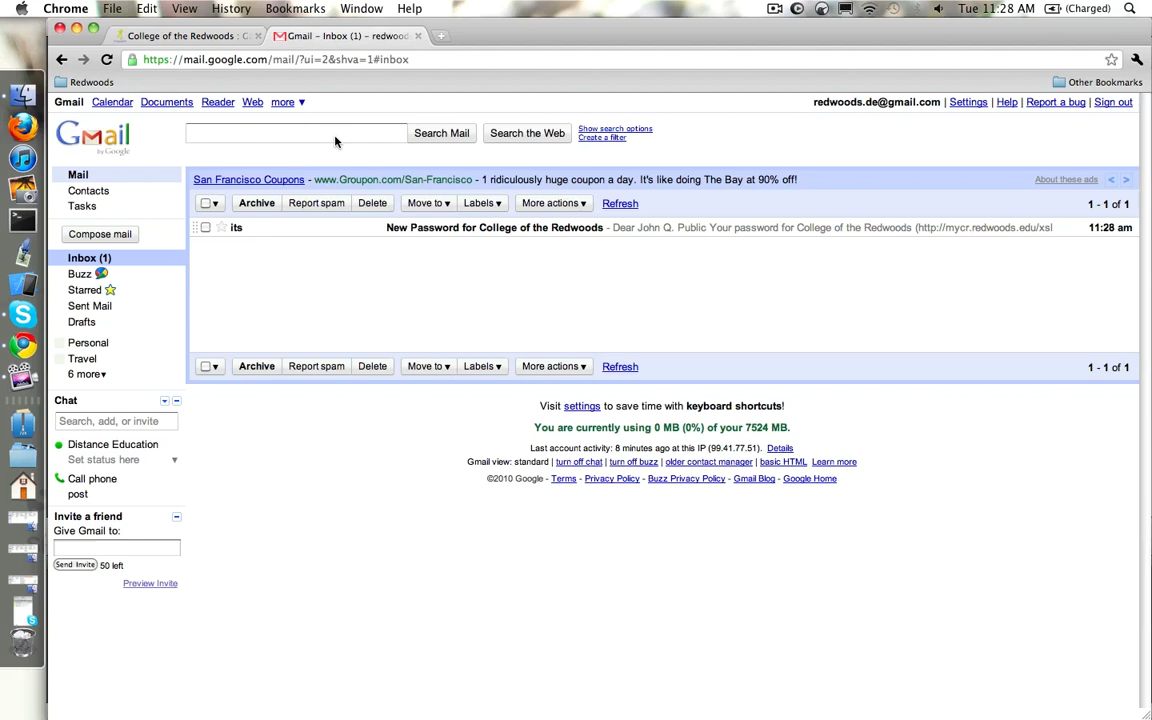 Chrome File Edit View History Bookmarks Window Help Tue 11:28 AM (Charged)
College of the Redwoods : G Gmail - Inbox (1) - redwood
https://mail.google.com/mail/?ui=2&shva=1#inbox
Redwoods Other Bookmarks
Gmail Calendar Documents Reader Web more ▼ redwoods.de@gmail.com | Settings | Help | Report a bug | Sign out
Gmail by Google Search Mail Search the Web Show search options
Create a filter
Mail
Contacts
Tasks
Compose mail
Inbox (1)
Buzz
Starred
Sent Mail
Drafts
Personal
Travel
6 more▼
Chat
Search, add, or invite
Distance Education
Set status here
Call phone
post
Invite a friend
Give Gmail to:
Send Invite 50 left
Preview Invite
San Francisco Coupons - www.Groupon.com/San-Francisco - 1 ridiculously huge coupon a day. It's like doing The Bay at 90% off! About these ads < >
Archive Report spam Delete Move to ▼ Labels ▼ More actions ▼ Refresh 1 - 1 of 1
its New Password for College of the Redwoods - Dear John Q. Public Your password for College of the Redwoods (http://mycr.redwoods.edu/xsl 11:28 am
Archive Report spam Delete Move to ▼ Labels ▼ More actions ▼ Refresh 1 - 1 of 1
Visit settings to save time with keyboard shortcuts!
You are currently using 0 MB (0%) of your 7524 MB.
Last account activity: 8 minutes ago at this IP (99.41.77.51). Details
Gmail view: standard | turn off chat | turn off buzz | older contact manager | basic HTML Learn more
©2010 Google - Terms - Privacy Policy - Buzz Privacy Policy - Gmail Blog - Google Home